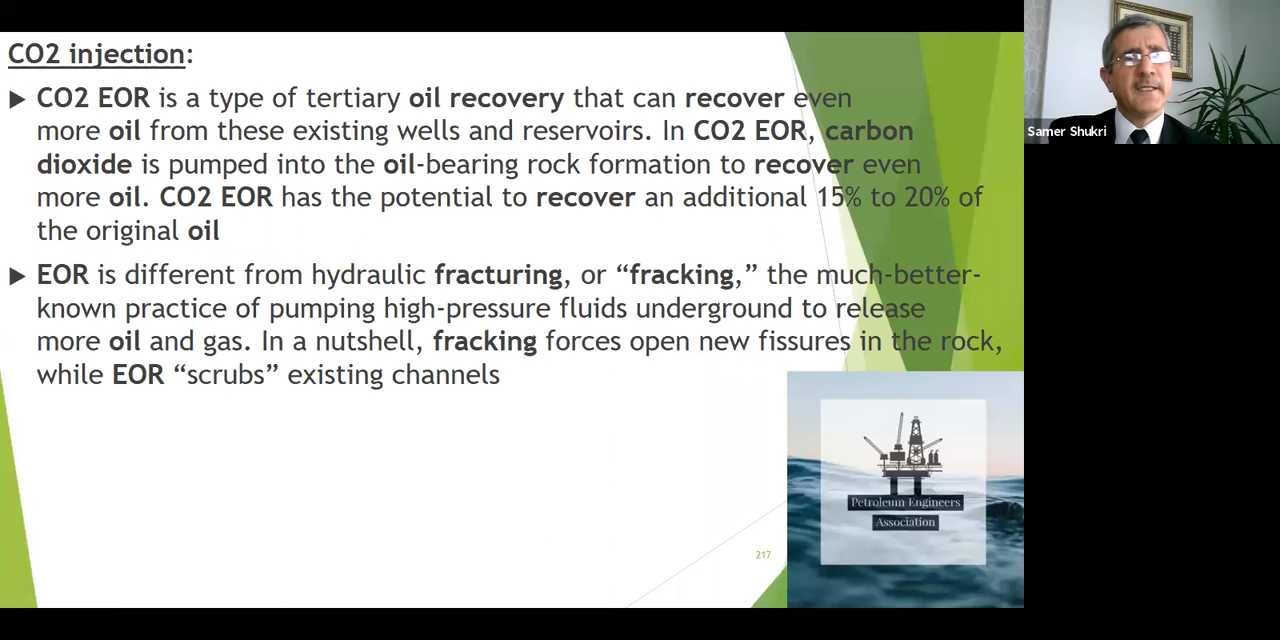 CO2 injection:
CO2 EOR is a type of tertiary oil recovery that can recover even
more oil from these existing wells and reservoirs. In CO2 EOR, carbon
dioxide is pumped into the oil-bearing rock formation to recover even
more oil. CO2 EOR has the potential to recover an additional 15% to 20% of
the original oil
EOR is different from hydraulic fracturing, or “fracking,” the much-better-
known practice of pumping high-pressure fluids underground to release
more oil and gas. In a nutshell, fracking forces open new fissures in the rock,
while EOR “scrubs” existing channels
Petroleum Engineers
Association
217
Samer Shukri